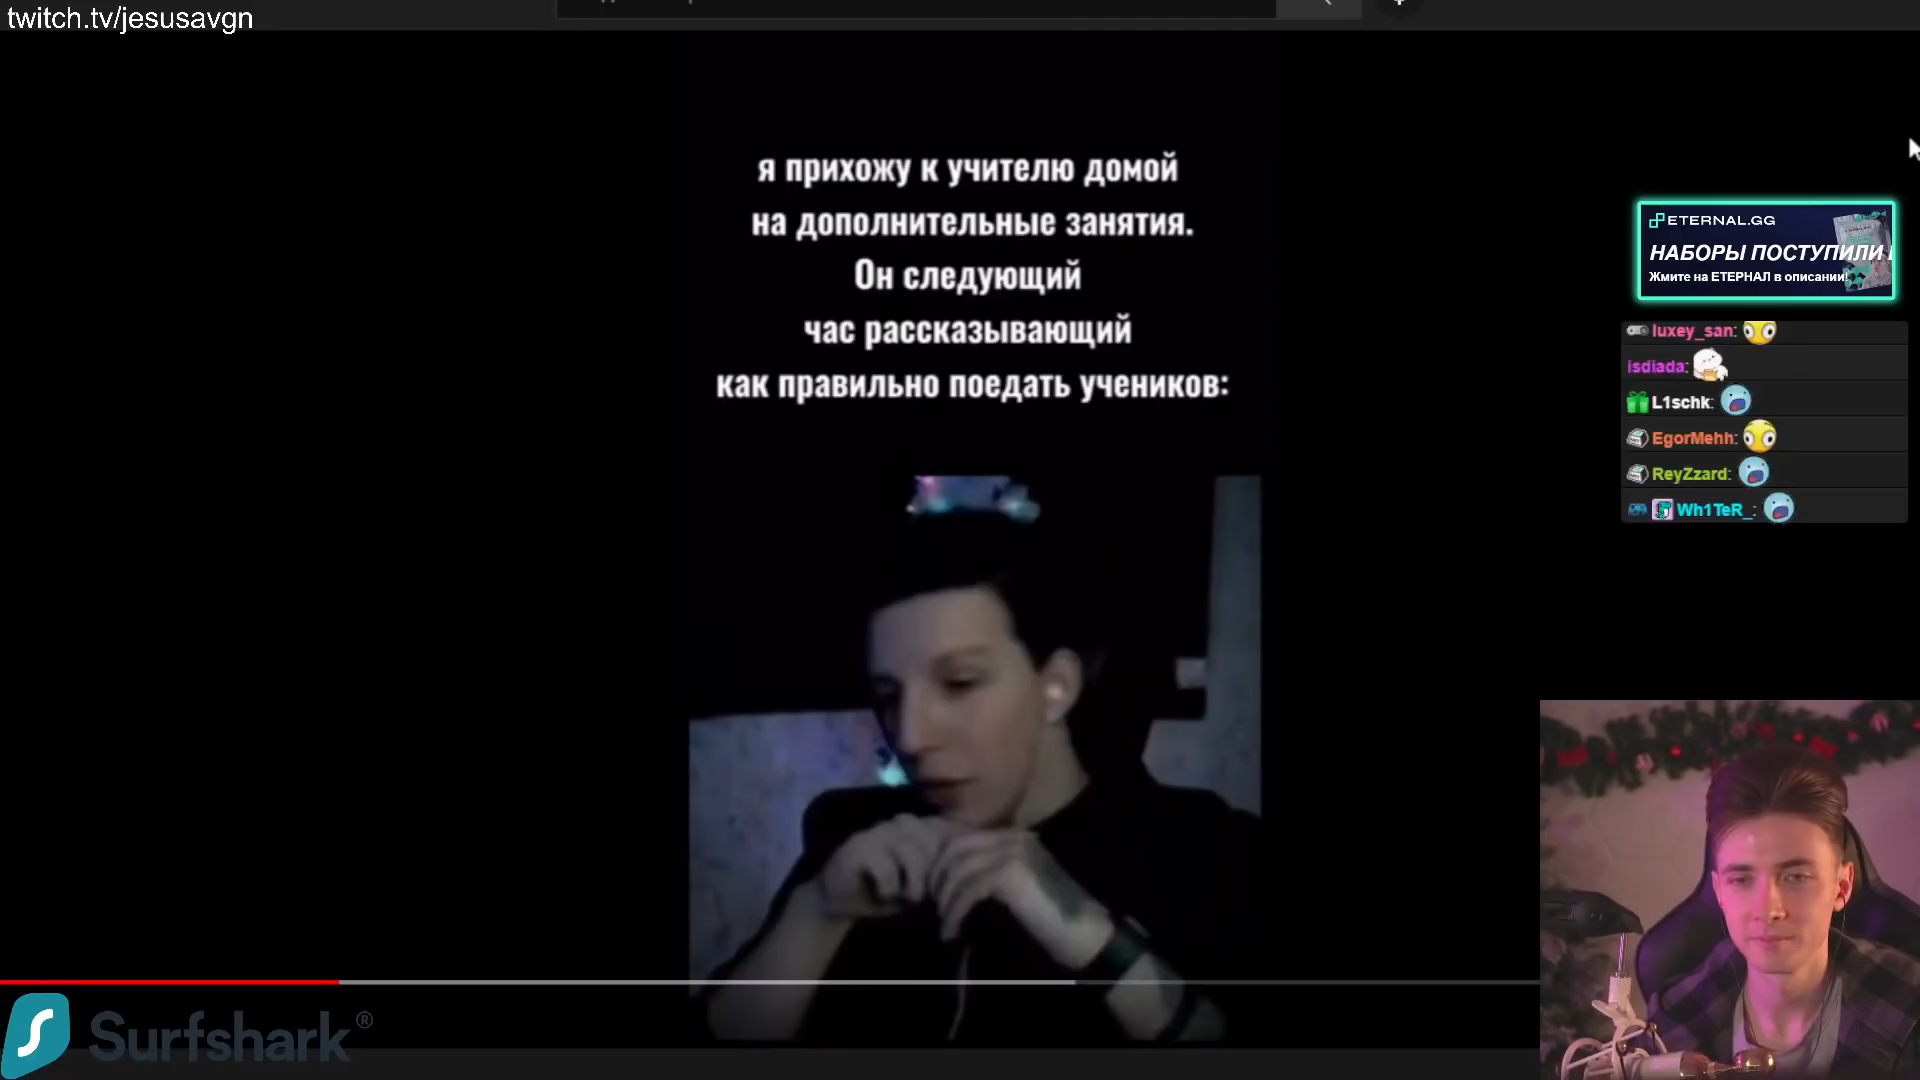 twitch.tv/jesusavgn
я прихожу к учителю домой
на дополнительные занятия.
Он следующий
час рассказывающий
как правильно поедать учеников:
ETERNAL.GG
НАБОРЫ ПОСТУПИЛИ
Жмите на ЕТЕРНАЛ в описании!
luxey_san:
isdiada:
L1schk:
EgorMehh:
ReyZzard:
Wh1TeR_:
Surfshark®